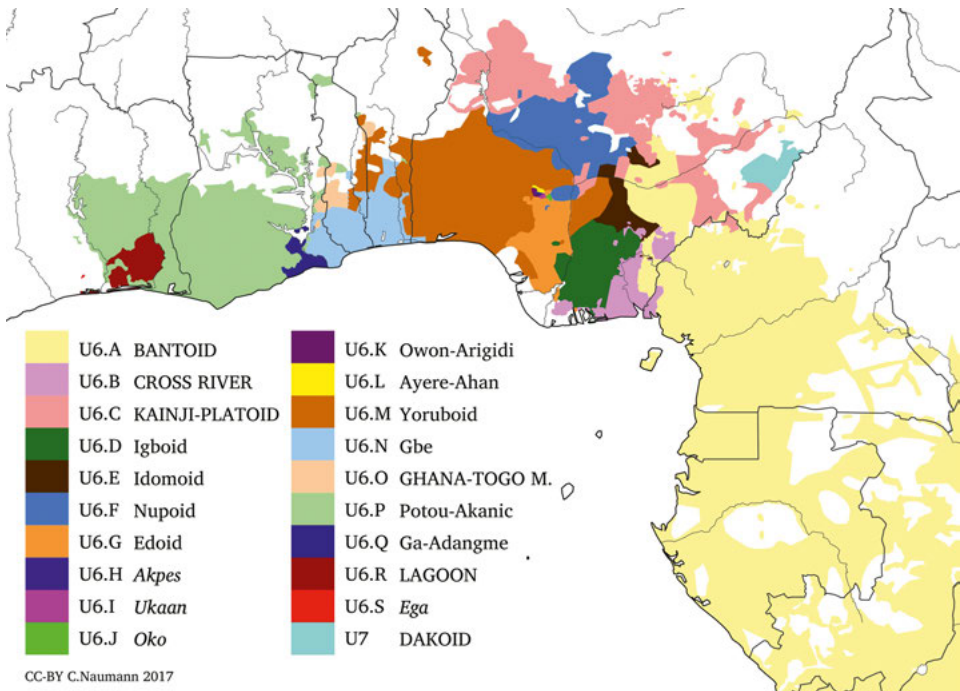 U6.A BANTOID
U6.B CROSS RIVER
U6.C KAINJI-PLATOID
U6.D Igboid
U6.E Idomoid
U6.F Nupoid
U6.G Edoid
U6.H Akpes
U6.I Ukaan
U6.J Oko
U6.K Owon-Arigidi
U6.L Ayere-Ahan
U6.M Yoruboid
U6.N Gbe
U6.O GHANA-TOGO M.
U6.P Potou-Akanic
U6.Q Ga-Adangme
U6.R LAGOON
U6.S Ega
U7 DAKOID
CC-BY C.Naumann 2017